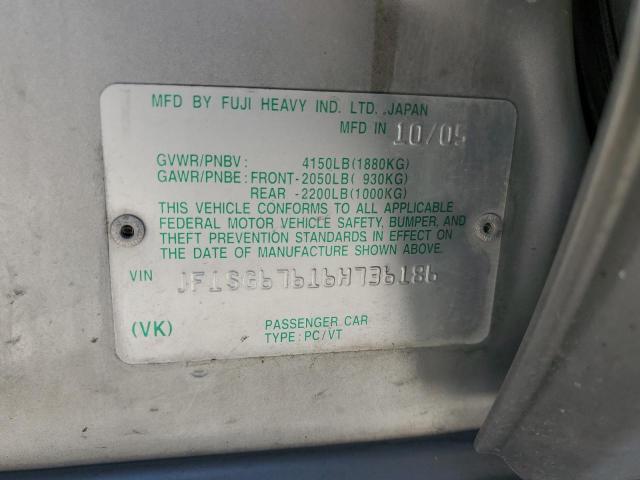 MFD BY FUJI HEAVY IND. LTD. JAPAN
MFD IN 10/05
GVWR/PNBV: 4150LB(1880KG)
GAWR/PNBE: FRONT-2050LB( 930KG)
REAR -2200LB(1000KG)
THIS VEHICLE CONFORMS TO ALL APPLICABLE
FEDERAL MOTOR VEHICLE SAFETY, BUMPER, AND
THEFT PREVENTION STANDARDS IN EFFECT ON
THE DATE OF MANUFACTURE SHOWN ABOVE.
VIN
(VK)
PASSENGER CAR
TYPE: PC/VT